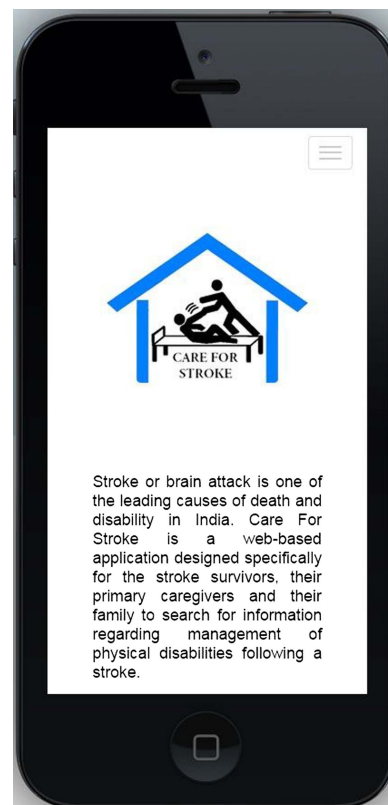 CARE FOR
STROKE
Stroke or brain attack is one of
the leading causes of death and
disability in India. Care For
Stroke is a web-based
application designed specifically
for the stroke survivors, their
primary caregivers and their
family to search for information
regarding management of
physical disabilities following a
stroke.